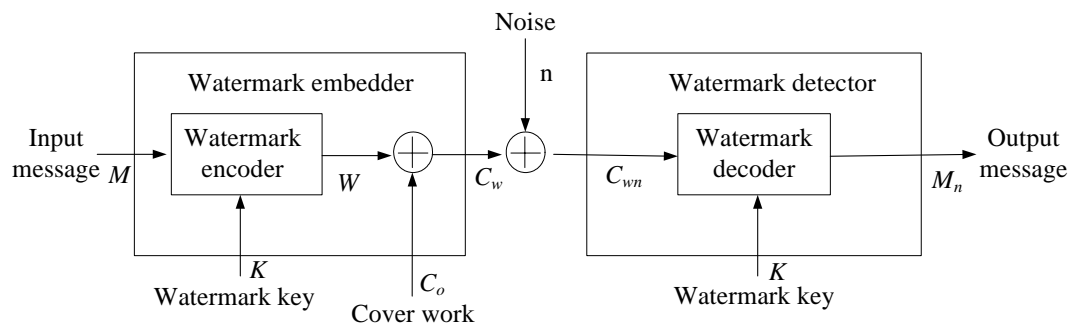 Noise
n
Watermark embedder
Watermark detector
Input
message
M
Watermark
encoder
W
C_w
C_wn
Watermark
decoder
M_n
Output
message
K
Watermark key
C_o
Cover work
K
Watermark key